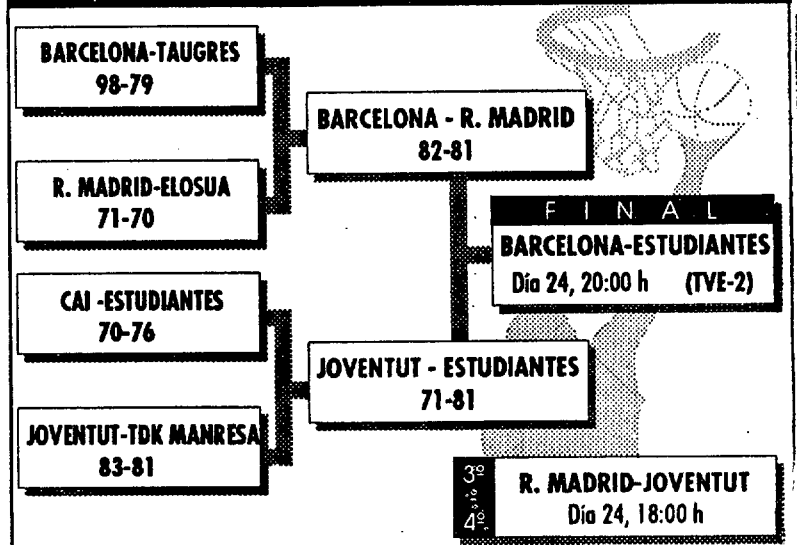 BARCELONA-TAUGRES
98-79
R. MADRID-ELOSUA
71-70
CAI -ESTUDIANTES
70-76
JOVENTUT-TDK MANRESA
83-81
BARCELONA - R. MADRID
82-81
JOVENTUT - ESTUDIANTES
71-81
FINAL
BARCELONA-ESTUDIANTES
Día 24, 20:00 h (TVE-2)
3º
4º
R. MADRID-JOVENTUT
Día 24, 18:00 h